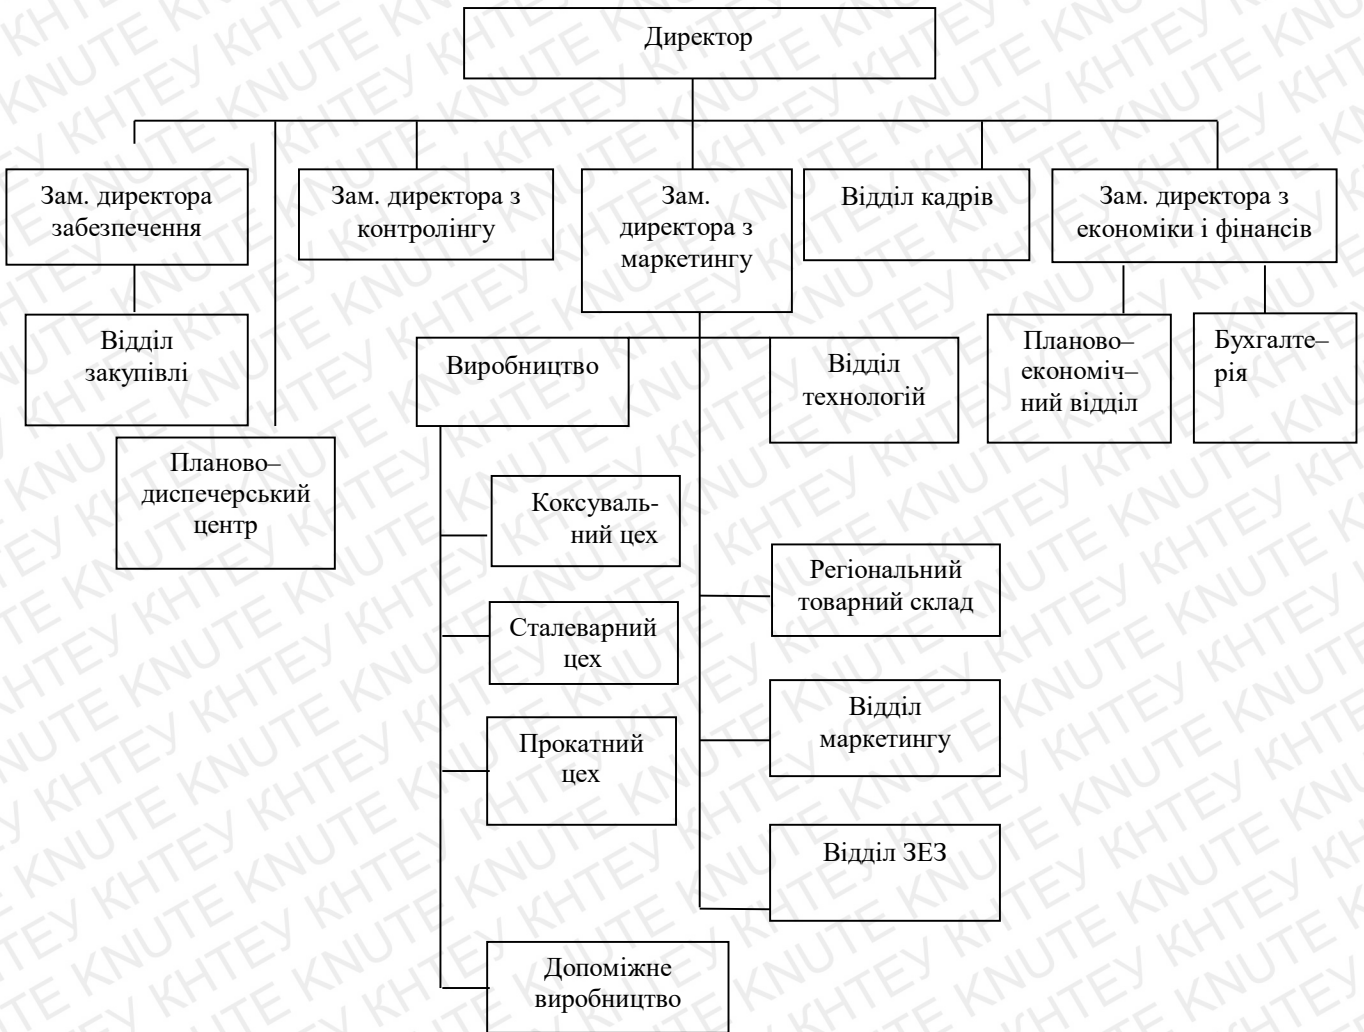 Директор
Зам. директора
забезпечення
Зам. директора з
контролінгу
Зам.
директора з
маркетингу
Відділ кадрів
Зам. директора з
економіки і фінансів
Відділ
закупівлі
Виробництво
Відділ
технологій
Планово–
економіч–
ний відділ
Бухгалте–
рія
Планово–
диспечерський
центр
Коксуваль-
ний цех
Регіональний
товарний склад
Сталеварний
цех
Відділ
маркетингу
Прокатний
цех
Відділ ЗЕЗ
Допоміжне
виробництво